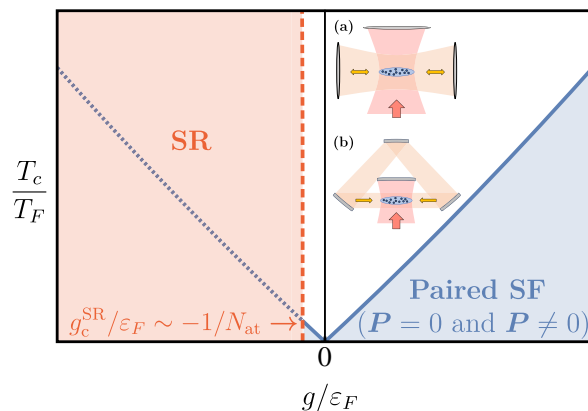 (a)
SR
(b)
T_c
T_F
Paired SF
(P = 0 and P ≠ 0)
g_c^SR/ε_F ∼ −1/N_at →
0
g/ε_F